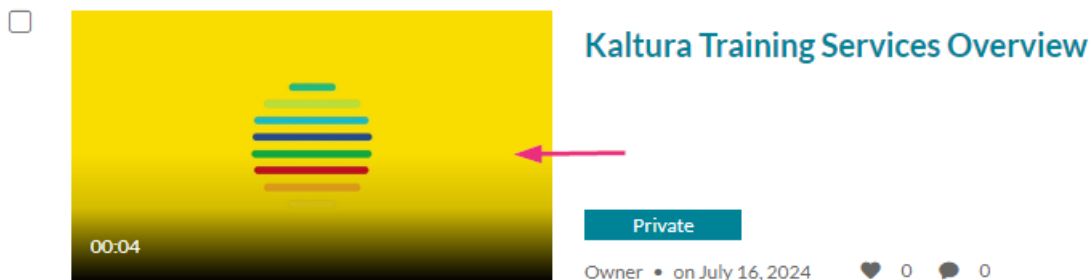 Kaltura Training Services Overview
Private
00:04
Owner • on July 16, 2024 0 0